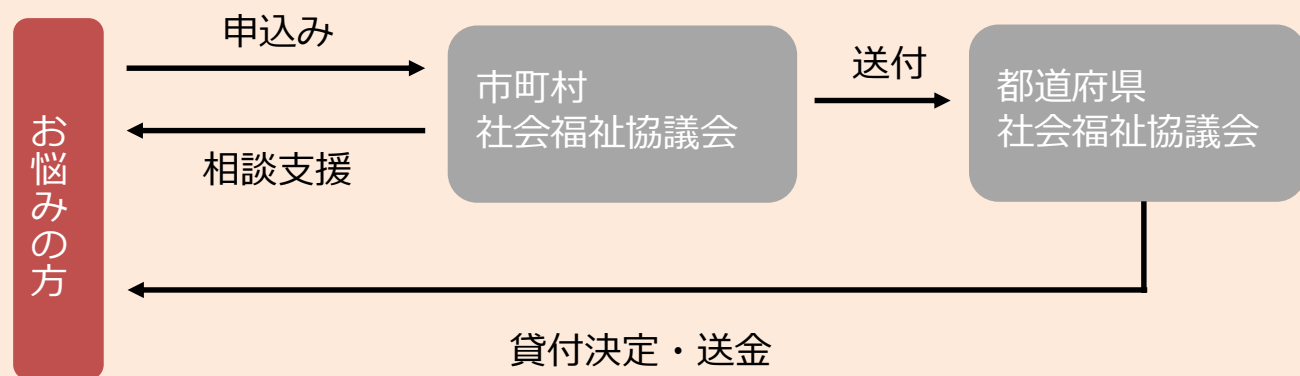 お悩みの方
申込み
相談支援
市町村
社会福祉協議会
送付
都道府県
社会福祉協議会
貸付決定・送金